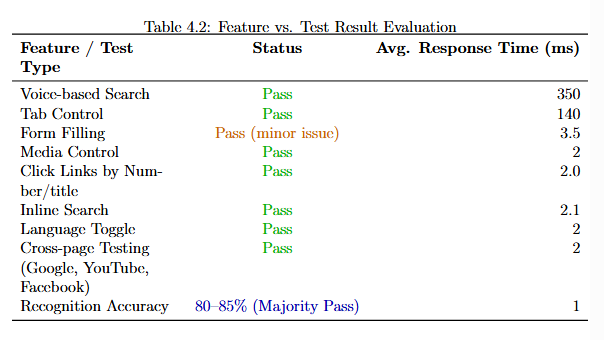 Table 4.2: Feature vs. Test Result Evaluation
Feature / Test Status Avg. Response Time (ms)
Type
Voice-based Search Pass 350
Tab Control Pass 140
Form Filling Pass (minor issue) 3.5
Media Control Pass 2
Click Links by Num- Pass 2.0
ber/title
Inline Search Pass 2.1
Language Toggle Pass 2
Cross-page Testing Pass 2
(Google, YouTube,
Facebook)
Recognition Accuracy 80–85% (Majority Pass) 1